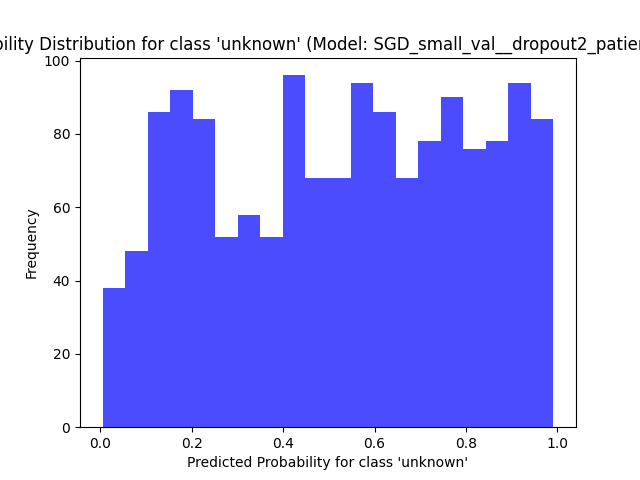 bility Distribution for class 'unknown' (Model: SGD_small_val__dropout2_patie
100
80
60
40
20
0
Frequency
0.0 0.2 0.4 0.6 0.8 1.0
Predicted Probability for class 'unknown'